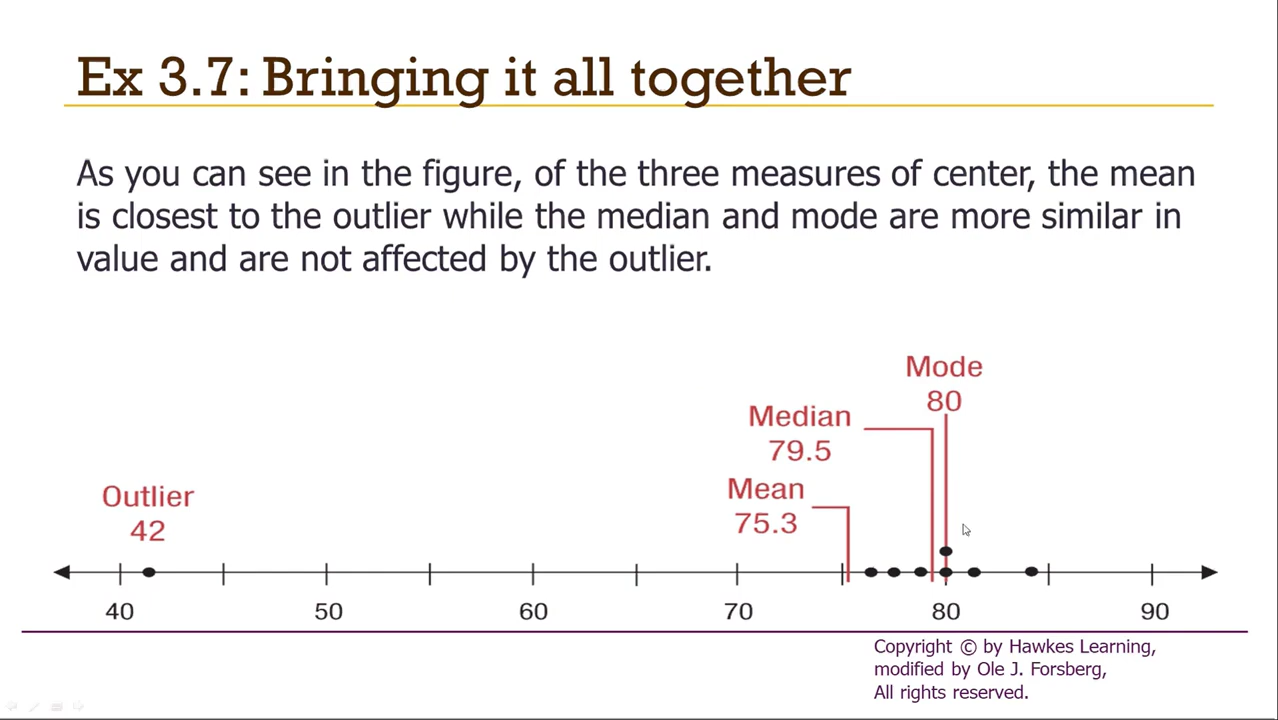 Ex 3.7: Bringing it all together
As you can see in the figure, of the three measures of center, the mean
is closest to the outlier while the median and mode are more similar in
value and are not affected by the outlier.
Mode
80
Median
79.5
Mean
75.3
Outlier
42
40 50 60 70 80 90
Copyright © by Hawkes Learning,
modified by Ole J. Forsberg,
All rights reserved.